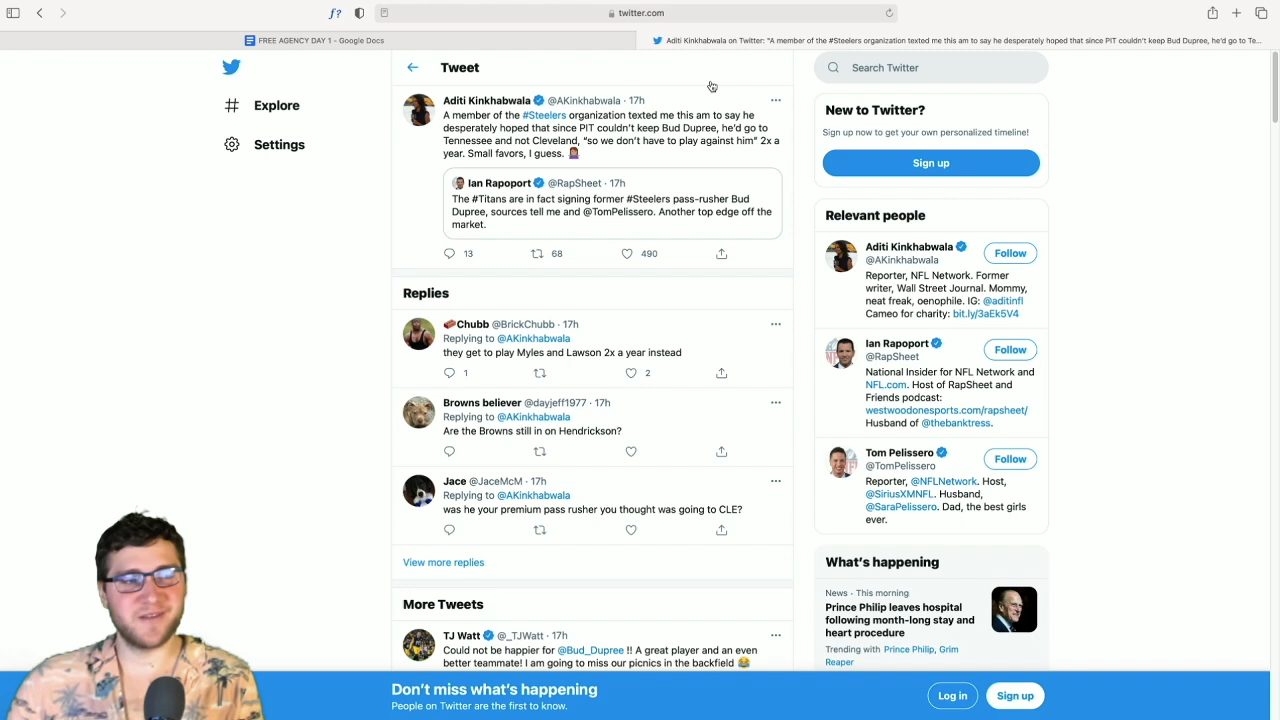 twitter.com
FREE AGENCY DAY 1 - Google Docs
Aditi Kinkhabwala on Twitter: "A member of the #Steelers organization texted me this am to say he desperately hoped that since PIT couldn't keep Bud Dupree, he'd go to Te...
Explore
Settings
Tweet
Aditi Kinkhabwala @AKinkhabwala · 17h
A member of the #Steelers organization texted me this am to say he
desperately hoped that since PIT couldn't keep Bud Dupree, he'd go to
Tennessee and not Cleveland, "so we don't have to play against him" 2x a
year. Small favors, I guess. 🤷🏽‍♀️
Ian Rapoport @RapSheet · 17h
The #Titans are in fact signing former #Steelers pass-rusher Bud
Dupree, sources tell me and @TomPelissero. Another top edge off the
market.
13 68 490
Replies
Chubb @BrickChubb · 17h
Replying to @AKinkhabwala
they get to play Myles and Lawson 2x a year instead
1 2
Browns believer @dayjeff1977 · 17h
Replying to @AKinkhabwala
Are the Browns still in on Hendrickson?
Jace @JaceMcM · 17h
Replying to @AKinkhabwala
was he your premium pass rusher you thought was going to CLE?
View more replies
More Tweets
TJ Watt @_TJWatt · 17h
Could not be happier for @Bud_Dupree !! A great player and an even
better teammate! I am going to miss our picnics in the backfield 😂
Search Twitter
New to Twitter?
Sign up now to get your own personalized timeline!
Sign up
Relevant people
Aditi Kinkhabwala
@AKinkhabwala
Follow
Reporter, NFL Network. Former
writer, Wall Street Journal. Mommy,
neat freak, oenophile. IG: @aditinfl
Cameo for charity: bit.ly/3aEk5V4
Ian Rapoport
@RapSheet
Follow
National Insider for NFL Network and
NFL.com. Host of RapSheet and
Friends podcast:
westwoodonesports.com/rapsheet/
Husband of @thebanktress.
Tom Pelissero
@TomPelissero
Follow
Reporter, @NFLNetwork. Host,
@SiriusXMNFL. Husband,
@SaraPelissero. Dad, the best girls
ever.
What's happening
News · This morning
Prince Philip leaves hospital
following month-long stay and
heart procedure
Trending with Prince Philip, Grim
Reaper
Don't miss what's happening
People on Twitter are the first to know.
Log in
Sign up